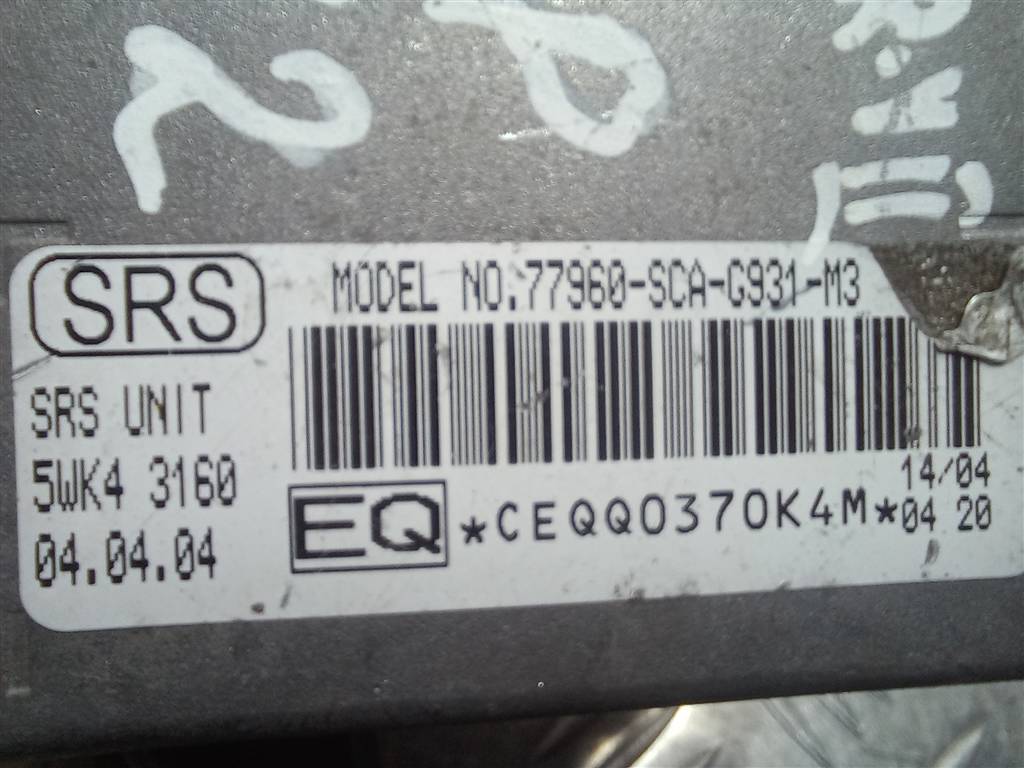 SRS
MODEL NO.77960-SCA-G931-M3
SRS UNIT
5WK4 3160
04.04.04
EQ
*CEQQ0370K4M*
14/04
04 20